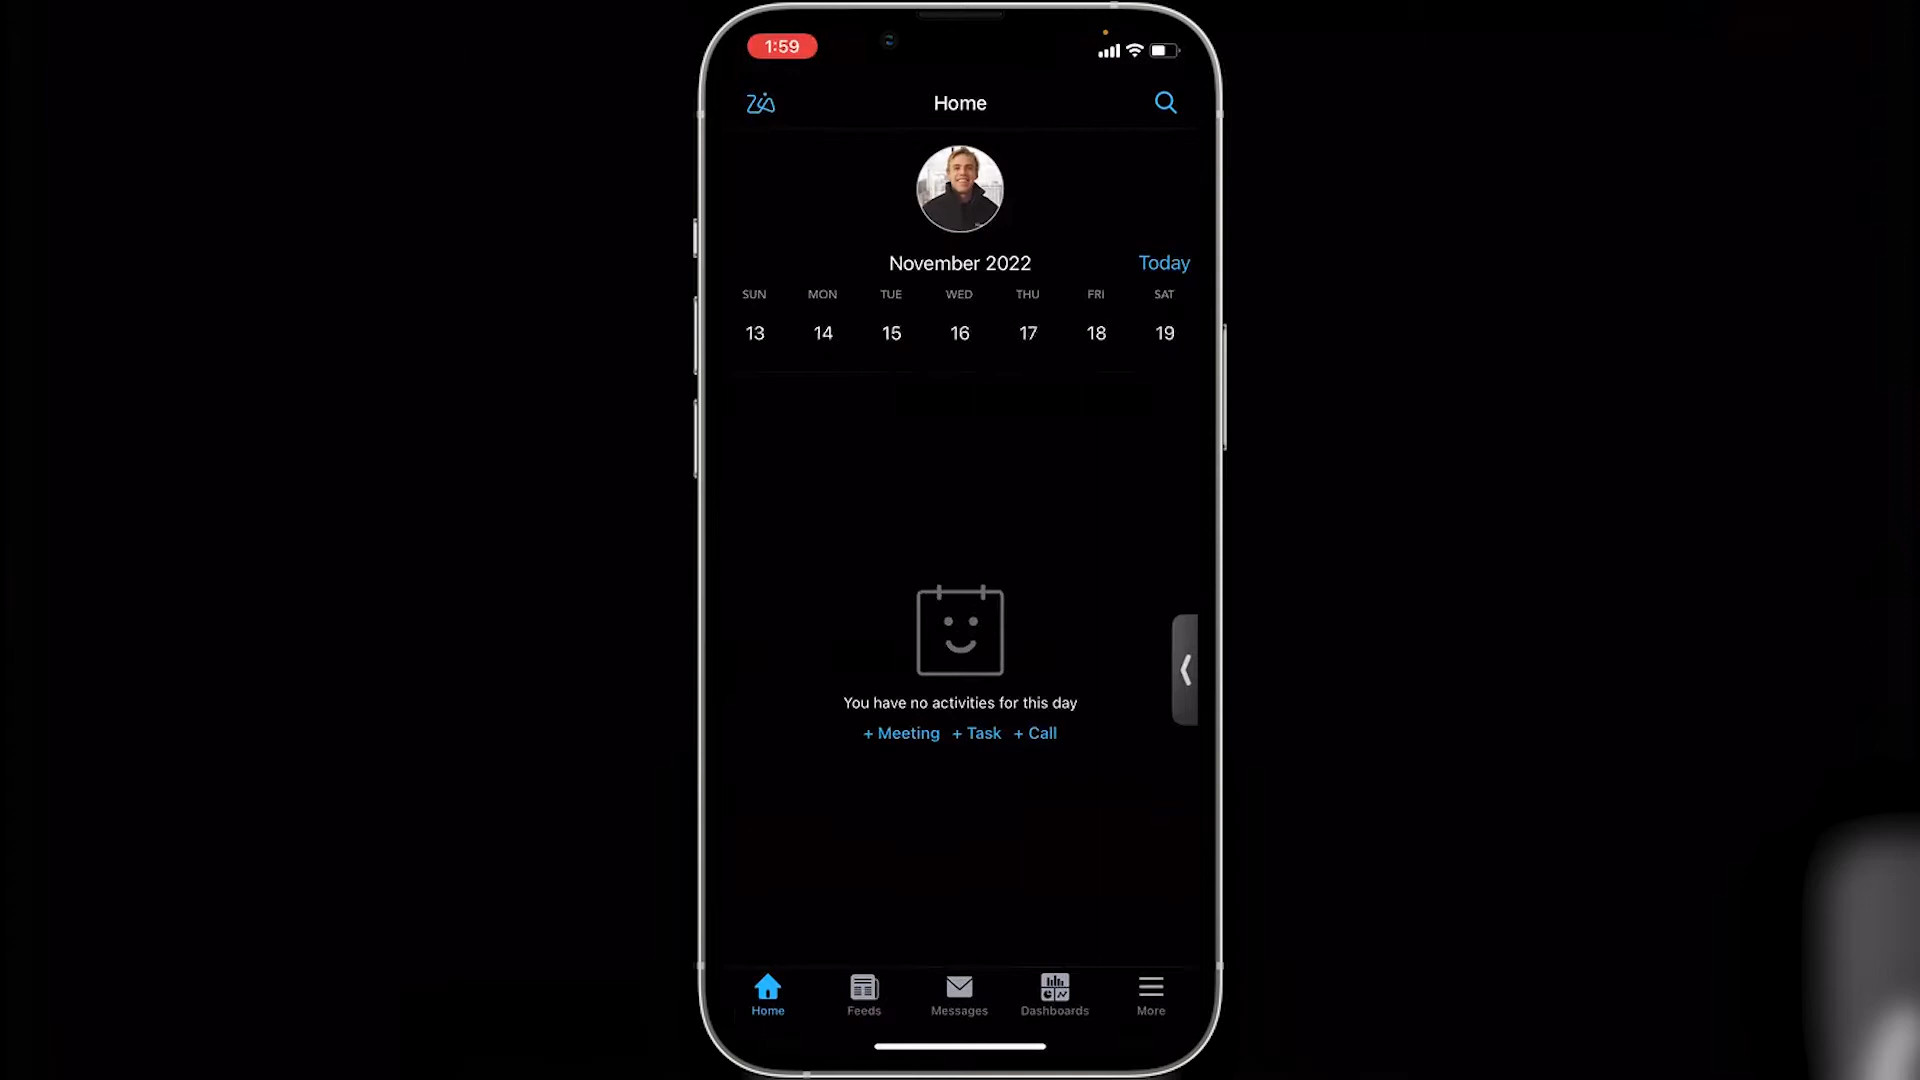 1:59
Zia Home
November 2022 Today
SUN MON TUE WED THU FRI SAT
13 14 15 16 17 18 19
You have no activities for this day
+ Meeting + Task + Call
Home Feeds Messages Dashboards More